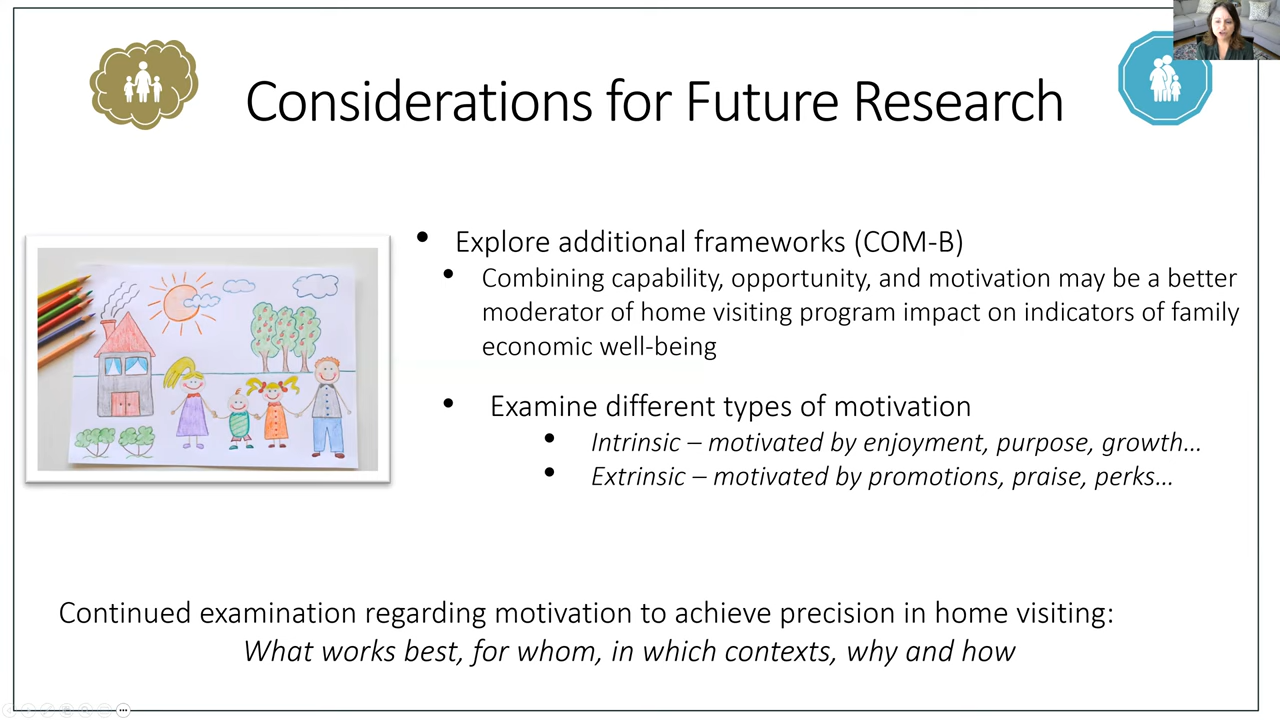 Considerations for Future Research
• Explore additional frameworks (COM-B)
• Combining capability, opportunity, and motivation may be a better
moderator of home visiting program impact on indicators of family
economic well-being
• Examine different types of motivation
• Intrinsic – motivated by enjoyment, purpose, growth…
• Extrinsic – motivated by promotions, praise, perks…
Continued examination regarding motivation to achieve precision in home visiting:
What works best, for whom, in which contexts, why and how